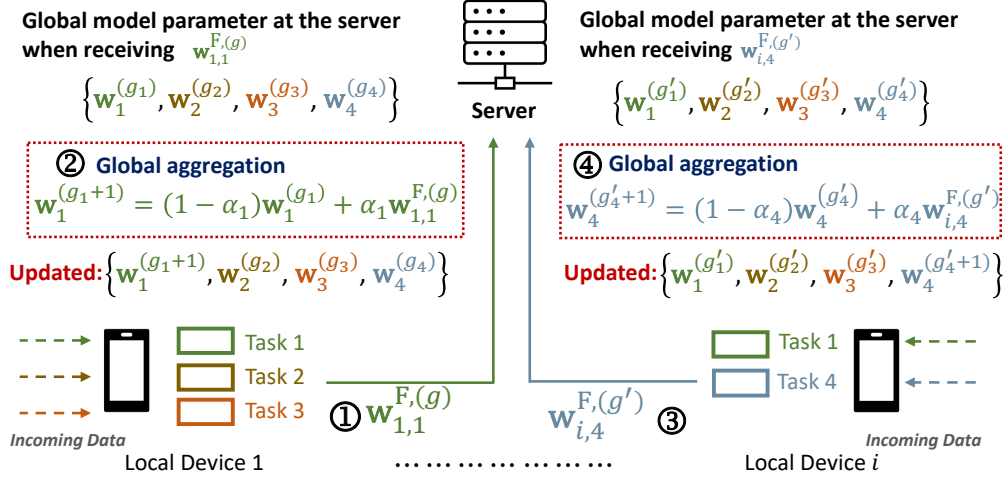 Global model parameter at the server
when receiving w_{1,1}^{F,(g)}
{w_1^{(g_1)}, w_2^{(g_2)}, w_3^{(g_3)}, w_4^{(g_4)}}
② Global aggregation
w_1^{(g_1+1)} = (1 − α_1)w_1^{(g_1)} + α_1 w_{1,1}^{F,(g)}
Updated: {w_1^{(g_1+1)}, w_2^{(g_2)}, w_3^{(g_3)}, w_4^{(g_4)}}
Server
Global model parameter at the server
when receiving w_{i,4}^{F,(g')}
{w_1^{(g'_1)}, w_2^{(g'_2)}, w_3^{(g'_3)}, w_4^{(g'_4)}}
④ Global aggregation
w_4^{(g'_4+1)} = (1 − α_4)w_4^{(g'_4)} + α_4 w_{i,4}^{F,(g')}
Updated: {w_1^{(g'_1)}, w_2^{(g'_2)}, w_3^{(g'_3)}, w_4^{(g'_4+1)}}
Task 1
Task 2
Task 3
Incoming Data
Local Device 1
① w_{1,1}^{F,(g)}
w_{i,4}^{F,(g')} ③
Task 1
Task 4
Incoming Data
Local Device i
……………………